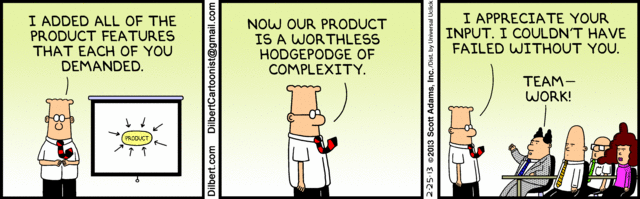 I ADDED ALL OF THE
PRODUCT FEATURES
THAT EACH OF YOU
DEMANDED.
PRODUCT
Dilbert.com DilbertCartoonist@gmail.com
NOW OUR PRODUCT
IS A WORTHLESS
HODGEPODGE OF
COMPLEXITY.
2-25-13 ©2013 Scott Adams, Inc. /Dist. by Universal Uclick
I APPRECIATE YOUR
INPUT. I COULDN'T HAVE
FAILED WITHOUT YOU.
TEAM—
WORK!